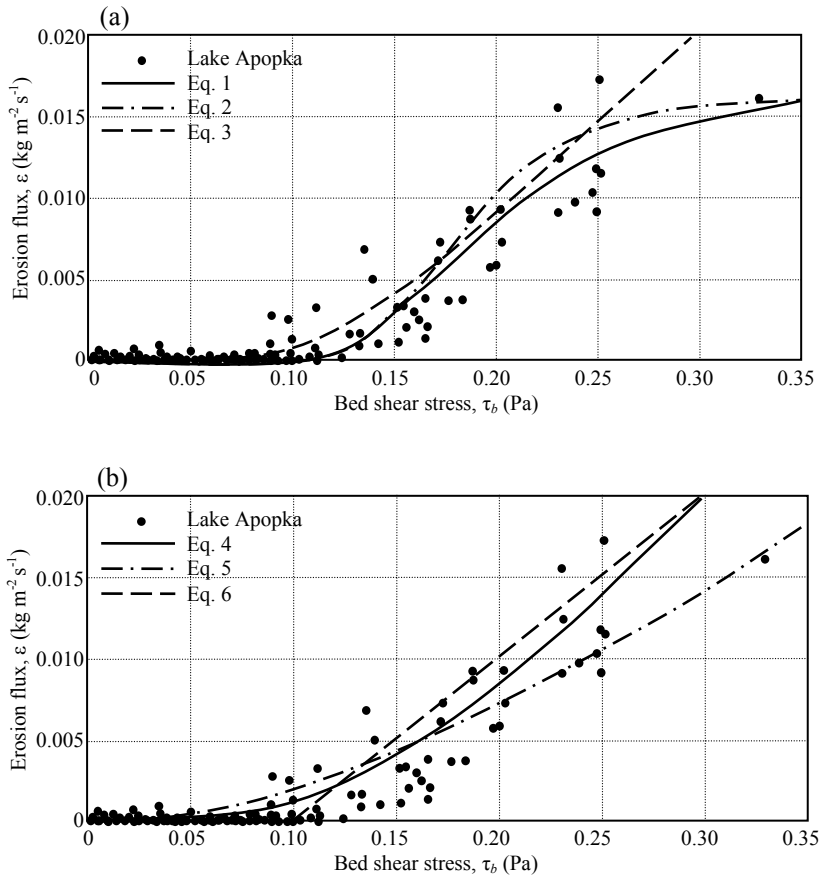 (a)
0.020
Lake Apopka
Eq. 1
Eq. 2
Eq. 3
0.015
0.010
0.005
0
Erosion flux, ε (kg m⁻² s⁻¹)
0 0.05 0.10 0.15 0.20 0.25 0.30 0.35
Bed shear stress, τb (Pa)
(b)
0.020
Lake Apopka
Eq. 4
Eq. 5
Eq. 6
0.015
0.010
0.005
0.000
Erosion flux, ε (kg m⁻² s⁻¹)
0 0.05 0.10 0.15 0.20 0.25 0.30 0.35
Bed shear stress, τb (Pa)